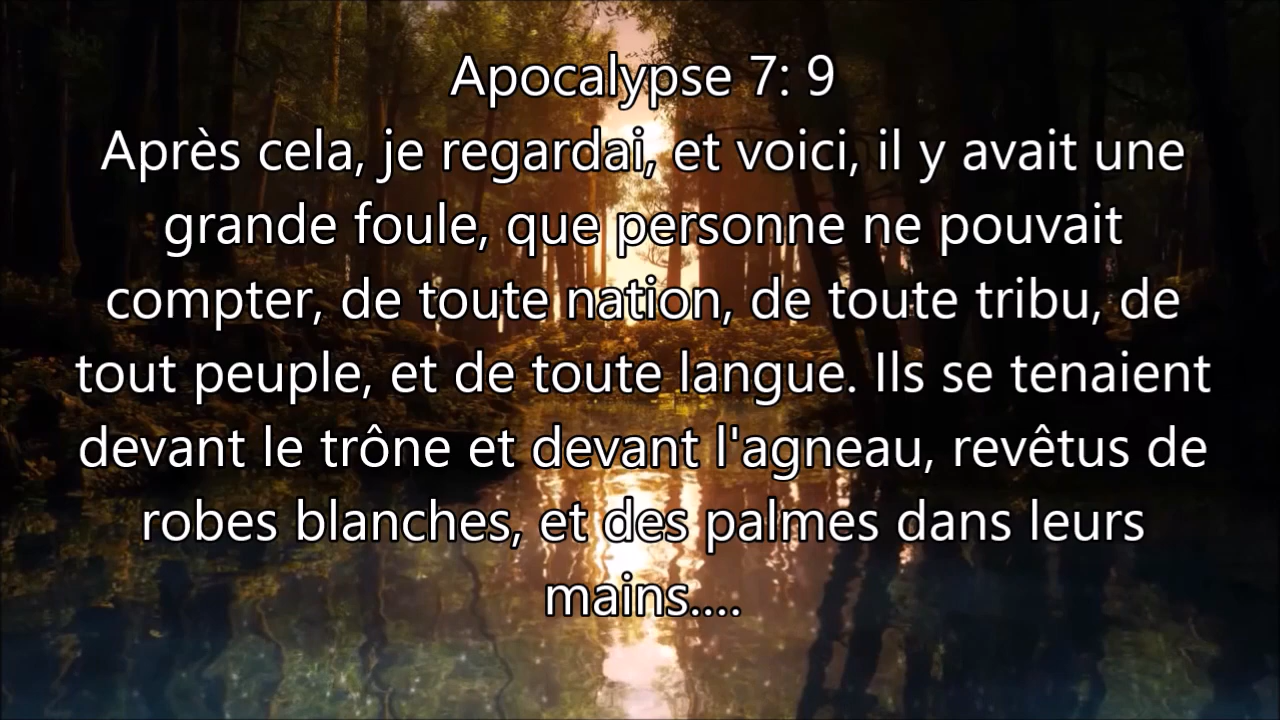 Apocalypse 7: 9
Après cela, je regardai, et voici, il y avait une
grande foule, que personne ne pouvait
compter, de toute nation, de toute tribu, de
tout peuple, et de toute langue. Ils se tenaient
devant le trône et devant l'agneau, revêtus de
robes blanches, et des palmes dans leurs
mains....